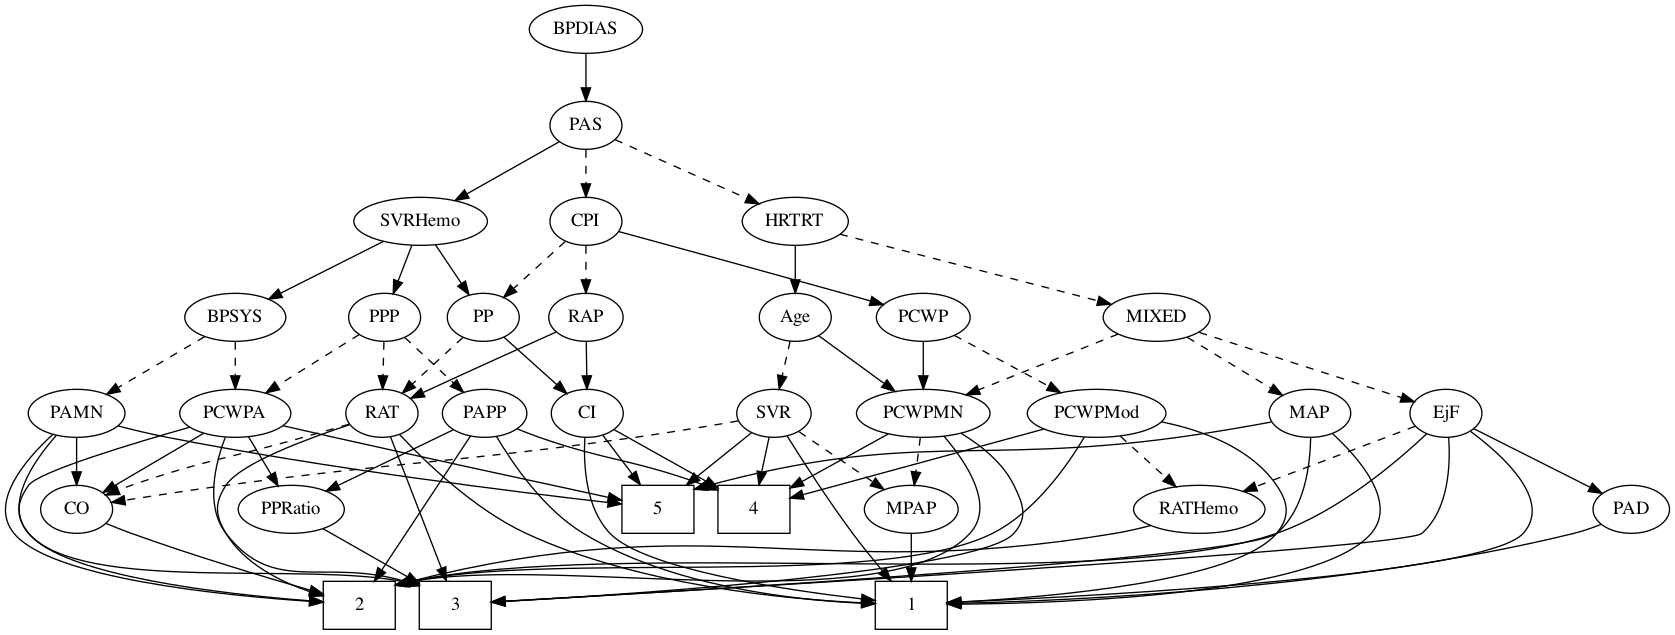 BPDIAS
PAS
SVRHemo
CPI
HRTRT
BPSYS
PPP
PP
RAP
Age
PCWP
MIXED
PAMN
PCWPA
RAT
PAPP
CI
SVR
PCWPMN
PCWPMod
MAP
EjF
CO
PPRatio
5
4
MPAP
RATHemo
PAD
2
3
1